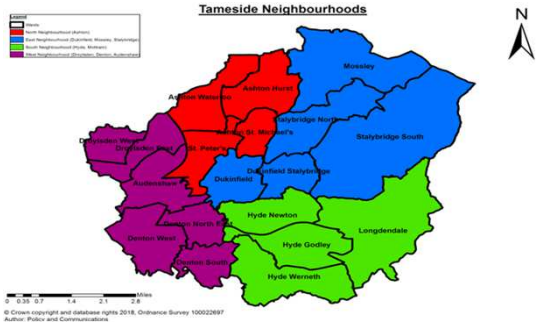 Tameside Neighbourhoods
N
Legend
Wards
North Neighbourhood (Ashton)
East Neighbourhood (Dukinfield, Mossley, Stalybridge)
South Neighbourhood (Hyde, Mottram)
West Neighbourhood (Droylsden, Denton, Audenshaw)
Mossley
Ashton Hurst
Ashton Waterloo
Stalybridge North
Ashton St. Michael's
Stalybridge South
Droylsden West
Droylsden East
St. Peter's
Dukinfield Stalybridge
Dukinfield
Audenshaw
Hyde Newton
Denton North East
Longdendale
Denton West
Hyde Godley
Denton South
Hyde Werneth
Miles
0 0.35 0.7 1.4 2.1 2.8
© Crown copyright and database rights 2018, Ordnance Survey 100022697
Author: Policy and Communications